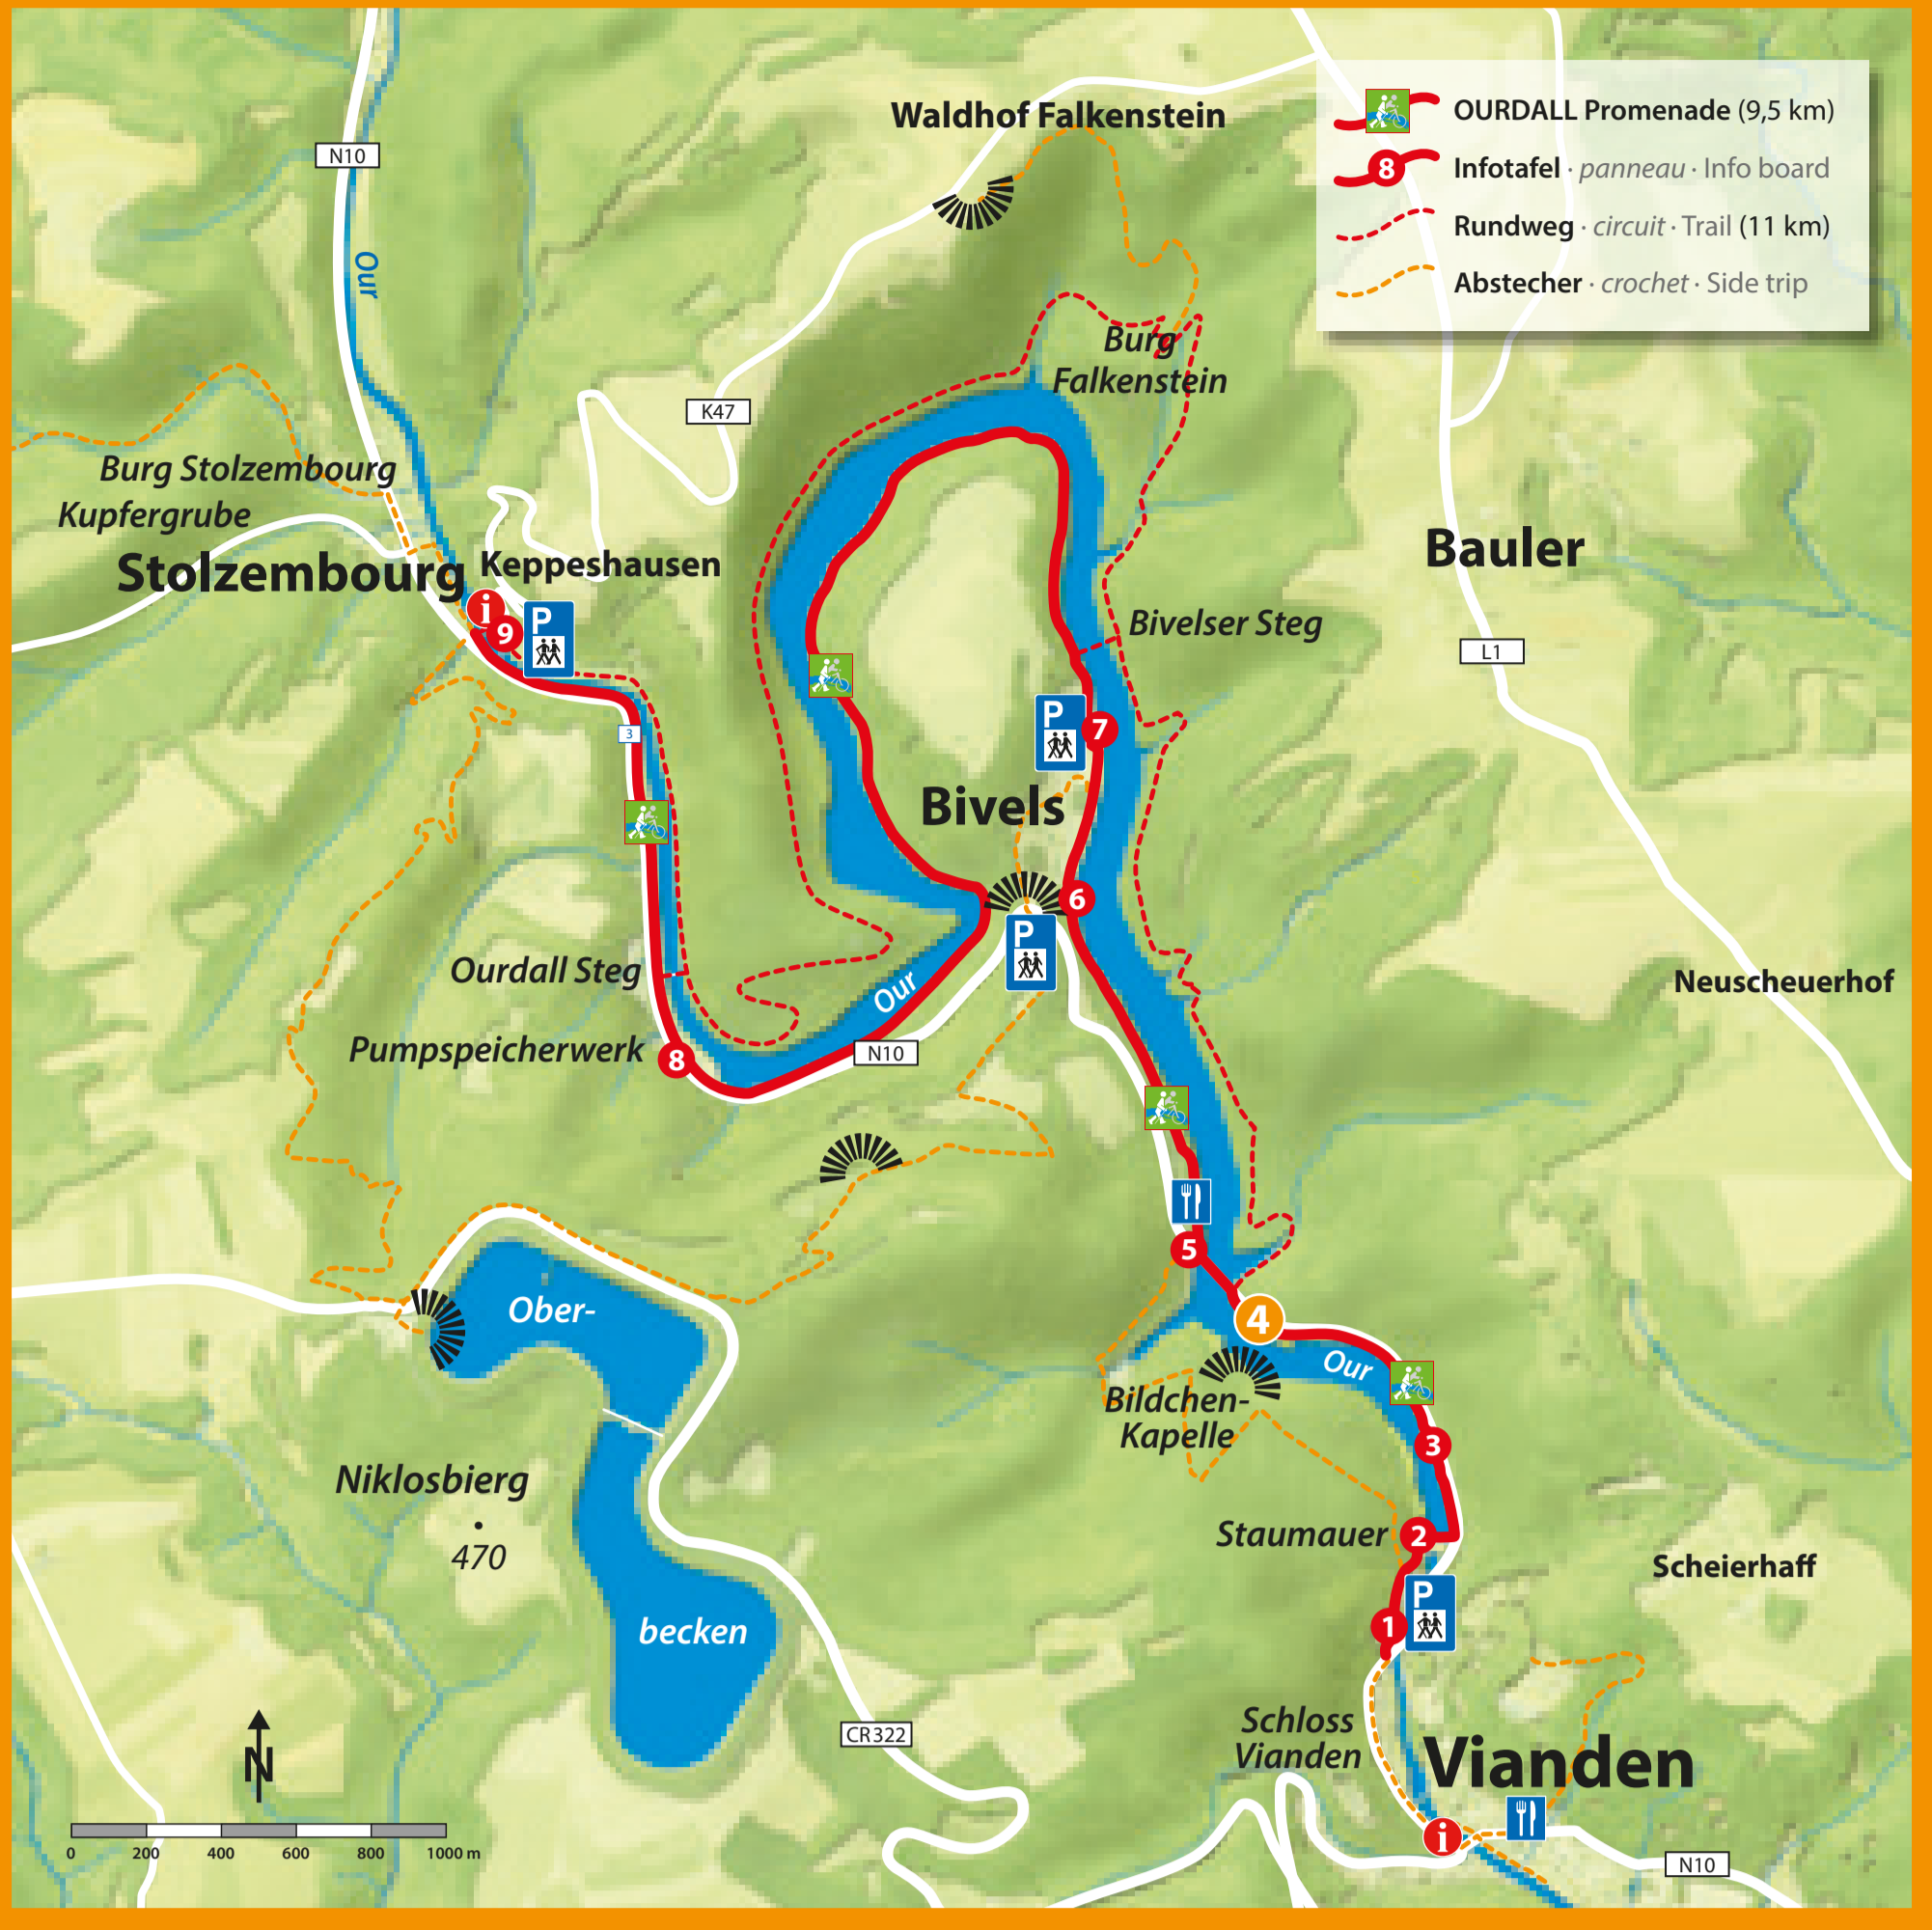 OURDALL Promenade (9,5 km)
8 Infotafel · panneau · Info board
Rundweg · circuit · Trail (11 km)
Abstecher · crochet · Side trip
Waldhof Falkenstein
N10
Our
Burg
Falkenstein
K47
Burg Stolzembourg
Kupfergrube
Stolzembourg
Keppeshausen
i
9
P
Bauler
Bivelser Steg
L1
3
P
7
Bivels
6
P
Ourdall Steg
Our
Neuscheuerhof
Pumpspeicherwerk
8
N10
5
4
Ober-
Our
Bildchen-
Kapelle
3
Niklosbierg
470
Staumauer
2
Scheierhaff
P
1
becken
Schloss
Vianden
CR322
Vianden
N
i
0 200 400 600 800 1000 m
N10